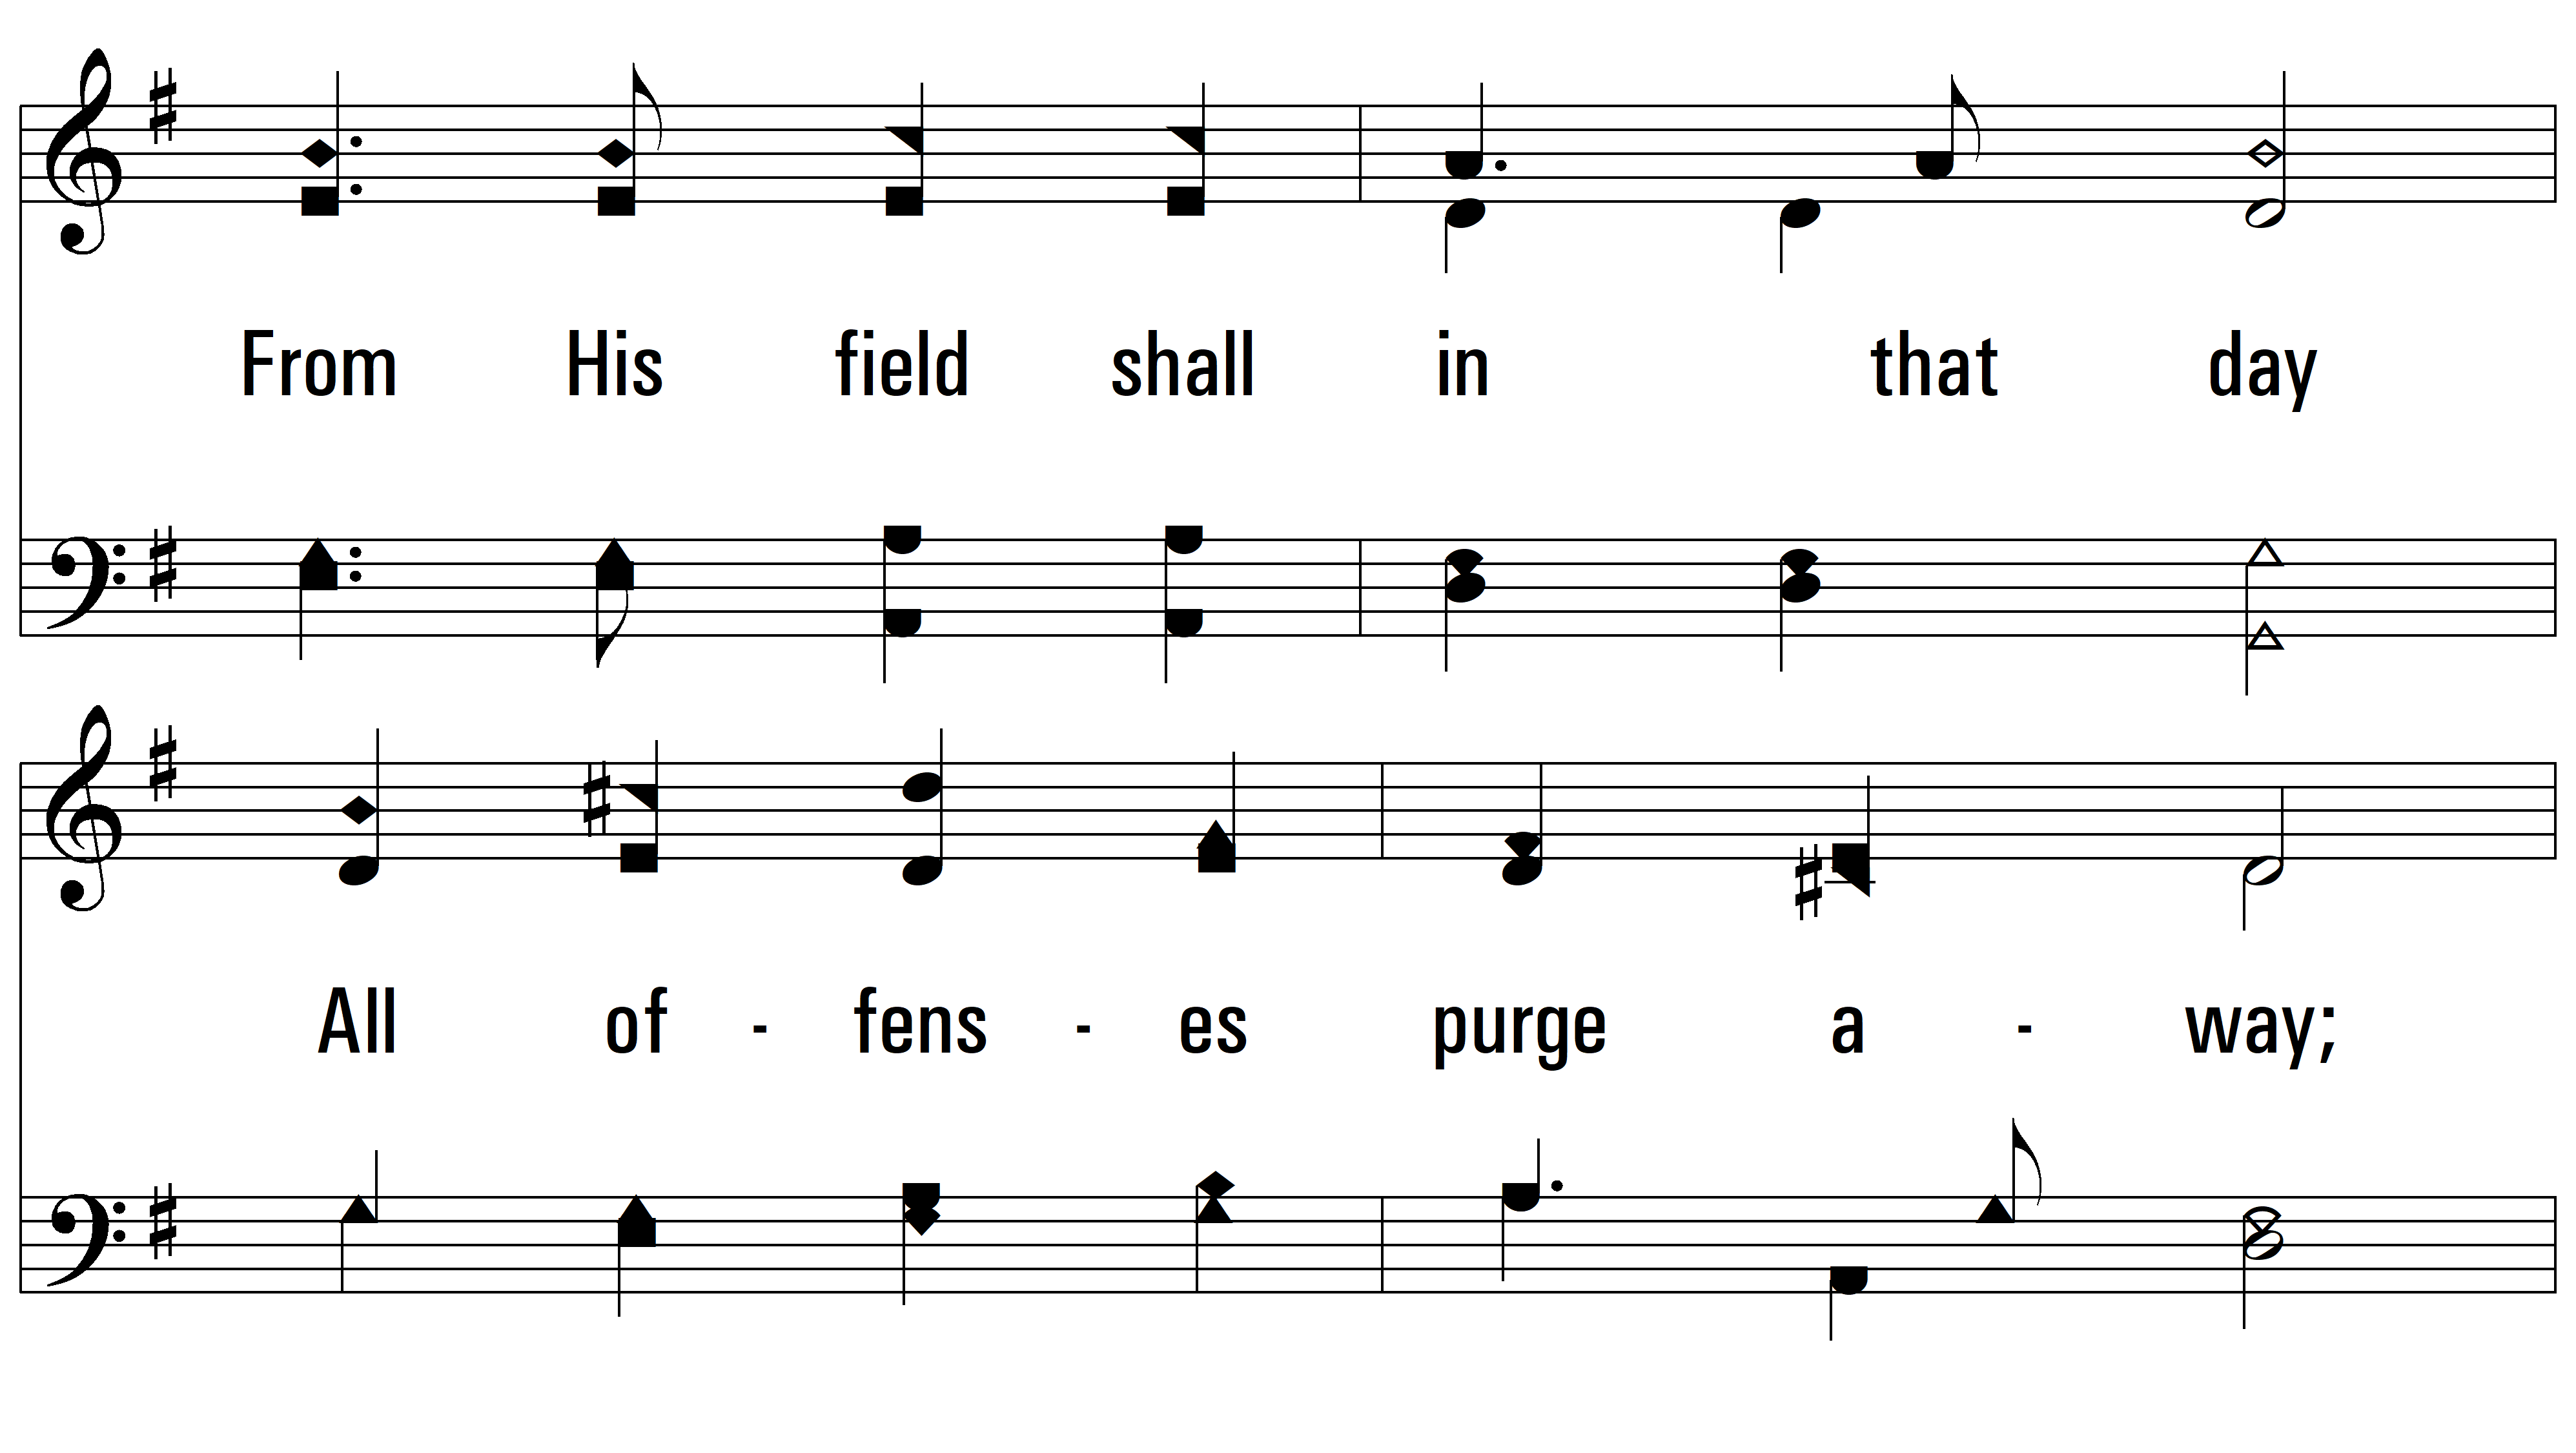 From His field shall in that day
All of - fens - es purge a - way;